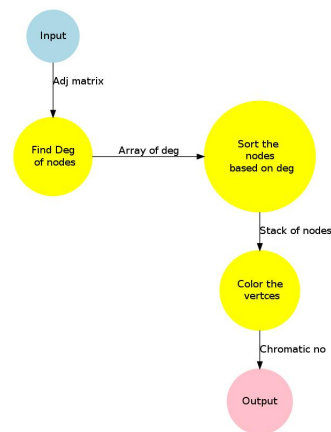 Input
Adj matrix
Find Deg
of nodes
Array of deg
Sort the
nodes
based on deg
Stack of nodes
Color the
vertces
Chromatic no
Output